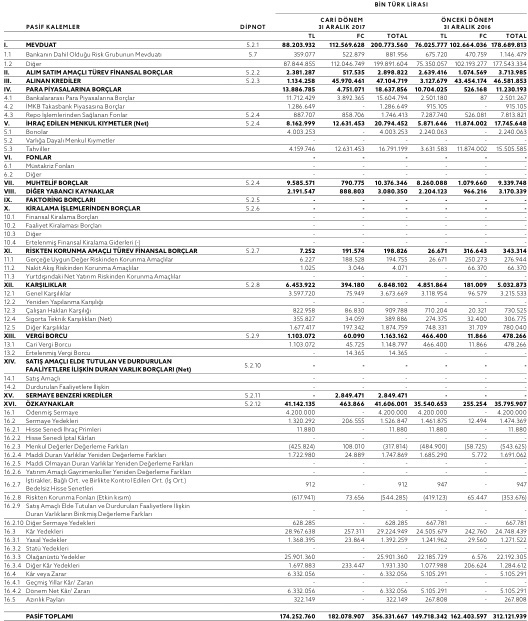 BİN TÜRK LİRASI
CARİ DÖNEM ÖNCEKİ DÖNEM
PASİF KALEMLER DİPNOT 31 ARALIK 2017 31 ARALIK 2016
TL FC TOTAL TL FC TOTAL
I. MEVDUAT 5.2.1 88.203.932 112.569.628 200.773.560 76.025.777 102.664.036 178.689.813
1.1 Bankanın Dahil Olduğu Risk Grubunun Mevduatı 5.7 359.077 522.879 881.956 675.720 470.759 1.146.479
1.2 Diğer 87.844.855 112.046.749 199.891.604 75.350.057 102.193.277 177.543.334
II. ALIM SATIM AMAÇLI TÜREV FİNANSAL BORÇLAR 5.2.2 2.381.287 517.535 2.898.822 2.639.416 1.074.569 3.713.985
III. ALINAN KREDİLER 5.2.3 1.134.258 45.970.461 47.104.719 3.127.679 43.454.174 46.581.853
IV. PARA PİYASALARINA BORÇLAR 13.886.785 4.751.071 18.637.856 10.704.025 526.168 11.230.193
4.1 Bankalararası Para Piyasalarına Borçlar 11.712.429 3.892.365 15.604.794 2.501.180 87 2.501.267
4.2 İMKB Takasbank Piyasasına Borçlar 1.286.649 - 1.286.649 915.105 - 915.105
4.3 Repo İşlemlerinden Sağlanan Fonlar 5.2.4 887.707 858.706 1.746.413 7.287.740 526.081 7.813.821
V. İHRAÇ EDİLEN MENKUL KIYMETLER (Net) 5.2.4 8.162.999 12.631.453 20.794.452 5.871.646 11.874.002 17.745.648
5.1 Bonolar 4.003.253 - 4.003.253 2.240.063 - 2.240.063
5.2 Varlığa Dayalı Menkul Kıymetler - - - - - -
5.3 Tahviller 4.159.746 12.631.453 16.791.199 3.631.583 11.874.002 15.505.585
VI. FONLAR - - - - - -
6.1 Müstakriz Fonları - - - - - -
6.2 Diğer - - - - - -
VII. MUHTELİF BORÇLAR 5.2.4 9.585.571 790.775 10.376.346 8.260.088 1.079.660 9.339.748
VIII. DİĞER YABANCI KAYNAKLAR 2.191.547 888.803 3.080.350 2.204.123 966.216 3.170.339
IX. FAKTORİNG BORÇLARI 5.2.5 - - - - - -
X. KİRALAMA İŞLEMLERİNDEN BORÇLAR 5.2.6 - - - - - -
10.1 Finansal Kiralama Borçları - - - - - -
10.2 Faaliyet Kiralaması Borçları - - - - - -
10.3 Diğer - - - - - -
10.4 Ertelenmiş Finansal Kiralama Giderleri (-) - - - - - -
XI. RİSKTEN KORUNMA AMAÇLI TÜREV FİNANSAL BORÇLAR 5.2.7 7.252 191.574 198.826 26.671 316.643 343.314
11.1 Gerçeğe Uygun Değer Riskinden Korunma Amaçlılar 6.227 188.528 194.755 26.671 250.273 276.944
11.2 Nakit Akış Riskinden Korunma Amaçlılar 1.025 3.046 4.071 - 66.370 66.370
11.3 Yurtdışındaki Net Yatırım Riskinden Korunma Amaçlılar - - - - - -
XII. KARŞILIKLAR 5.2.8 6.453.922 394.180 6.848.102 4.851.864 181.009 5.032.873
12.1 Genel Karşılıklar 3.597.720 75.949 3.673.669 3.118.954 96.579 3.215.533
12.2 Yeniden Yapılanma Karşılığı - - - - - -
12.3 Çalışan Hakları Karşılığı 822.958 86.830 909.788 710.204 20.321 730.525
12.4 Sigorta Teknik Karşılıkları (Net) 355.827 34.059 389.886 274.375 32.400 306.775
12.5 Diğer Karşılıklar 1.677.417 197.342 1.874.759 748.331 31.709 780.040
XIII. VERGİ BORCU 5.2.9 1.103.072 60.090 1.163.162 466.400 11.866 478.266
13.1 Cari Vergi Borcu 1.103.072 45.725 1.148.797 466.400 11.866 478.266
13.2 Ertelenmiş Vergi Borcu - 14.365 14.365 - - -
XIV. SATIŞ AMAÇLI ELDE TUTULAN VE DURDURULAN
FAALİYETLERE İLİŞKİN DURAN VARLIK BORÇLARI (Net) 5.2.10 - - - - - -
14.1 Satış Amaçlı - - - - - -
14.2 Durdurulan Faaliyetlere İlişkin - - - - - -
XV. SERMAYE BENZERİ KREDİLER 5.2.11 - 2.849.471 2.849.471 - - -
XVI. ÖZKAYNAKLAR 5.2.12 41.142.135 463.866 41.606.001 35.540.653 255.254 35.795.907
16.1 Ödenmiş Sermaye 4.200.000 - 4.200.000 4.200.000 - 4.200.000
16.2 Sermaye Yedekleri 1.320.292 206.555 1.526.847 1.461.875 12.494 1.474.369
16.2.1 Hisse Senedi İhraç Primleri 11.880 - 11.880 11.880 - 11.880
16.2.2 Hisse Senedi İptal Kârları - - - - - -
16.2.3 Menkul Değerler Değerleme Farkları (425.824) 108.010 (317.814) (484.900) (58.725) (543.625)
16.2.4 Maddi Duran Varlıklar Yeniden Değerleme Farkları 1.722.980 24.889 1.747.869 1.685.290 5.772 1.691.062
16.2.5 Maddi Olmayan Duran Varlıklar Yeniden Değerleme Farkları - - - - - -
16.2.6 Yatırım Amaçlı Gayrimenkuller Yeniden Değerleme Farkları - - - - - -
16.2.7 İştirakler, Bağlı Ort. ve Birlikte Kontrol Edilen Ort. (İş Ort.)
Bedelsiz Hisse Senetleri 912 - 912 947 - 947
16.2.8 Riskten Korunma Fonları (Etkin kısım) (617.941) 73.656 (544.285) (419.123) 65.447 (353.676)
16.2.9 Satış Amaçlı Elde Tutulan ve Durdurulan Faaliyetlere İlişkin
Duran Varlıkların Birikmiş Değerleme Farkları - - - - - -
16.2.10 Diğer Sermaye Yedekleri 628.285 - 628.285 667.781 - 667.781
16.3 Kâr Yedekleri 28.967.638 257.311 29.224.949 24.505.679 242.760 24.748.439
16.3.1 Yasal Yedekler 1.368.395 23.864 1.392.259 1.241.962 29.560 1.271.522
16.3.2 Statü Yedekleri - - - - - -
16.3.3 Olağanüstü Yedekler 25.901.360 - 25.901.360 22.185.729 6.576 22.192.305
16.3.4 Diğer Kâr Yedekleri 1.697.883 233.447 1.931.330 1.077.988 206.624 1.284.612
16.4 Kâr veya Zarar 6.332.056 - 6.332.056 5.105.291 - 5.105.291
16.4.1 Geçmiş Yıllar Kârı/ Zararı - - - - - -
16.4.2 Dönem Net Kârı/ Zararı 6.332.056 - 6.332.056 5.105.291 - 5.105.291
16.5 Azınlık Payları 322.149 - 322.149 267.808 - 267.808
PASİF TOPLAMI 174.252.760 182.078.907 356.331.667 149.718.342 162.403.597 312.121.939